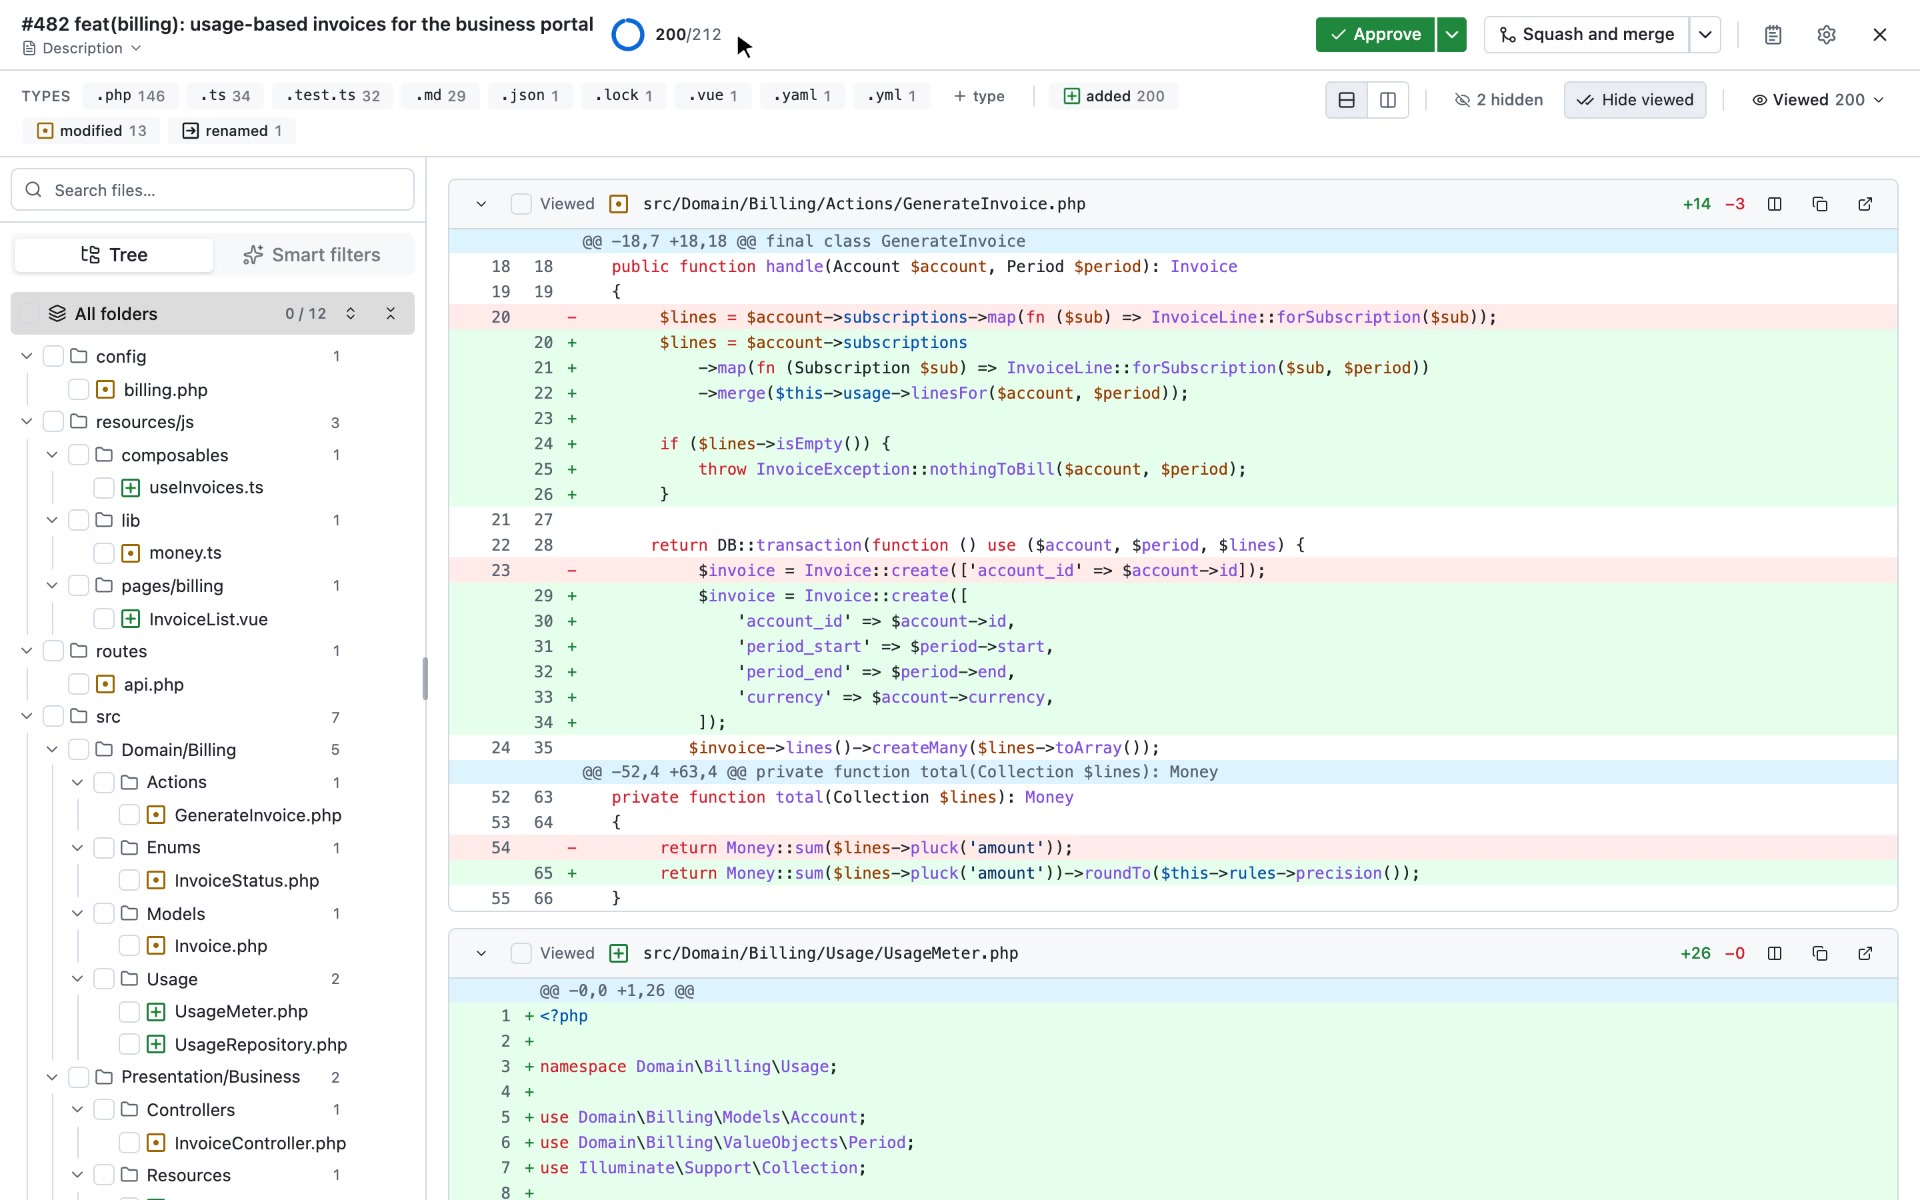 #482 feat(billing): usage-based invoices for the business portal
Description
200/212
Approve
Squash and merge
TYPES
.php 146
.ts 34
.test.ts 32
.md 29
.json 1
.lock 1
.vue 1
.yaml 1
.yml 1
+ type
added 200
modified 13
renamed 1
2 hidden
Hide viewed
Viewed 200
Search files...
Tree
Smart filters
All folders 0 / 12
config 1
billing.php
resources/js 3
composables 1
useInvoices.ts
lib 1
money.ts
pages/billing 1
InvoiceList.vue
routes 1
api.php
src 7
Domain/Billing 5
Actions 1
GenerateInvoice.php
Enums 1
InvoiceStatus.php
Models 1
Invoice.php
Usage 2
UsageMeter.php
UsageRepository.php
Presentation/Business 2
Controllers 1
InvoiceController.php
Resources 1
Viewed src/Domain/Billing/Actions/GenerateInvoice.php +14 −3
@@ −18,7 +18,18 @@ final class GenerateInvoice
18 18 public function handle(Account $account, Period $period): Invoice
19 19 {
20 − $lines = $account->subscriptions->map(fn ($sub) => InvoiceLine::forSubscription($sub));
20 + $lines = $account->subscriptions
21 + ->map(fn (Subscription $sub) => InvoiceLine::forSubscription($sub, $period))
22 + ->merge($this->usage->linesFor($account, $period));
23 +
24 + if ($lines->isEmpty()) {
25 + throw InvoiceException::nothingToBill($account, $period);
26 + }
21 27
22 28 return DB::transaction(function () use ($account, $period, $lines) {
23 − $invoice = Invoice::create(['account_id' => $account->id]);
29 + $invoice = Invoice::create([
30 + 'account_id' => $account->id,
31 + 'period_start' => $period->start,
32 + 'period_end' => $period->end,
33 + 'currency' => $account->currency,
34 + ]);
24 35 $invoice->lines()->createMany($lines->toArray());
@@ −52,4 +63,4 @@ private function total(Collection $lines): Money
52 63 private function total(Collection $lines): Money
53 64 {
54 − return Money::sum($lines->pluck('amount'));
65 + return Money::sum($lines->pluck('amount'))->roundTo($this->rules->precision());
55 66 }
Viewed src/Domain/Billing/Usage/UsageMeter.php +26 −0
@@ −0,0 +1,26 @@
1 + <?php
2 +
3 + namespace Domain\Billing\Usage;
4 +
5 + use Domain\Billing\Models\Account;
6 + use Domain\Billing\ValueObjects\Period;
7 + use Illuminate\Support\Collection;
8 +